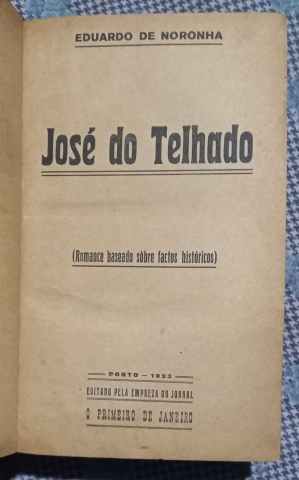 EDUARDO DE NORONHA
José do Telhado
(Romance baseado sôbre factos históricos)
PORTO — 1923
EDITADO PELA EMPREZA DO JORNAL
O PRIMEIRO DE JANEIRO